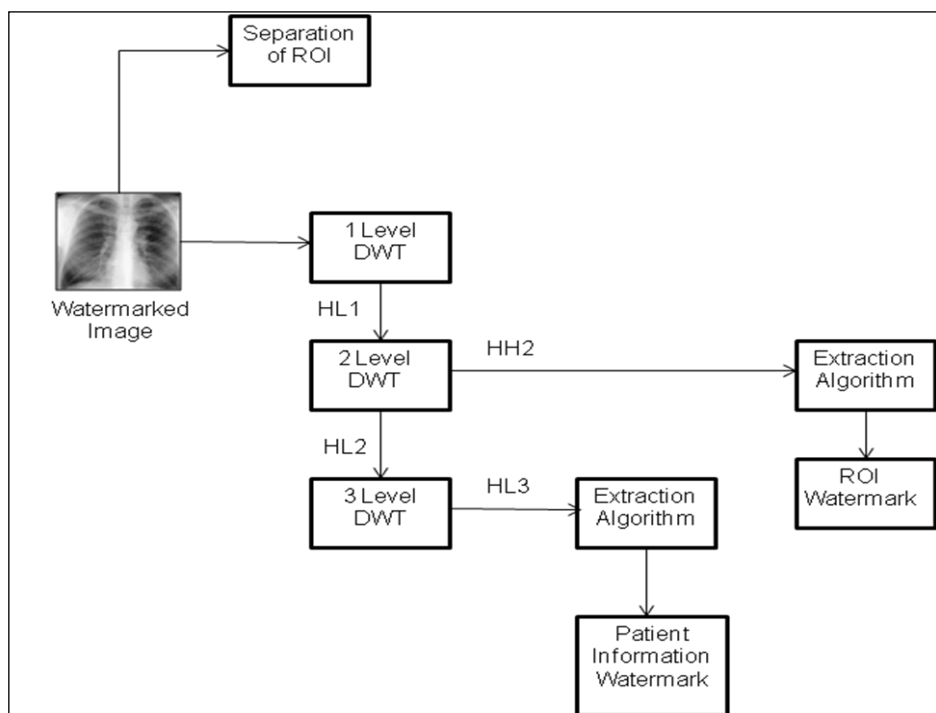 Separation
of ROI
Watermarked
Image
1 Level
DWT
HL1
2 Level
DWT
HH2
Extraction
Algorithm
HL2
ROI
Watermark
3 Level
DWT
HL3
Extraction
Algorithm
Patient
Information
Watermark